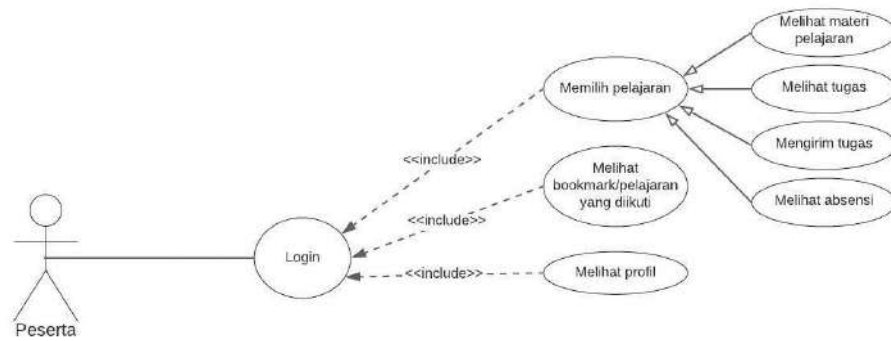 Melihat materi
pelajaran
Memilih pelajaran
Melihat tugas
Mengirim tugas
<<include>>
Melihat
bookmark/pelajaran
yang diikuti
Melihat absensi
<<include>>
Login
<<include>>
Melihat profil
Peserta